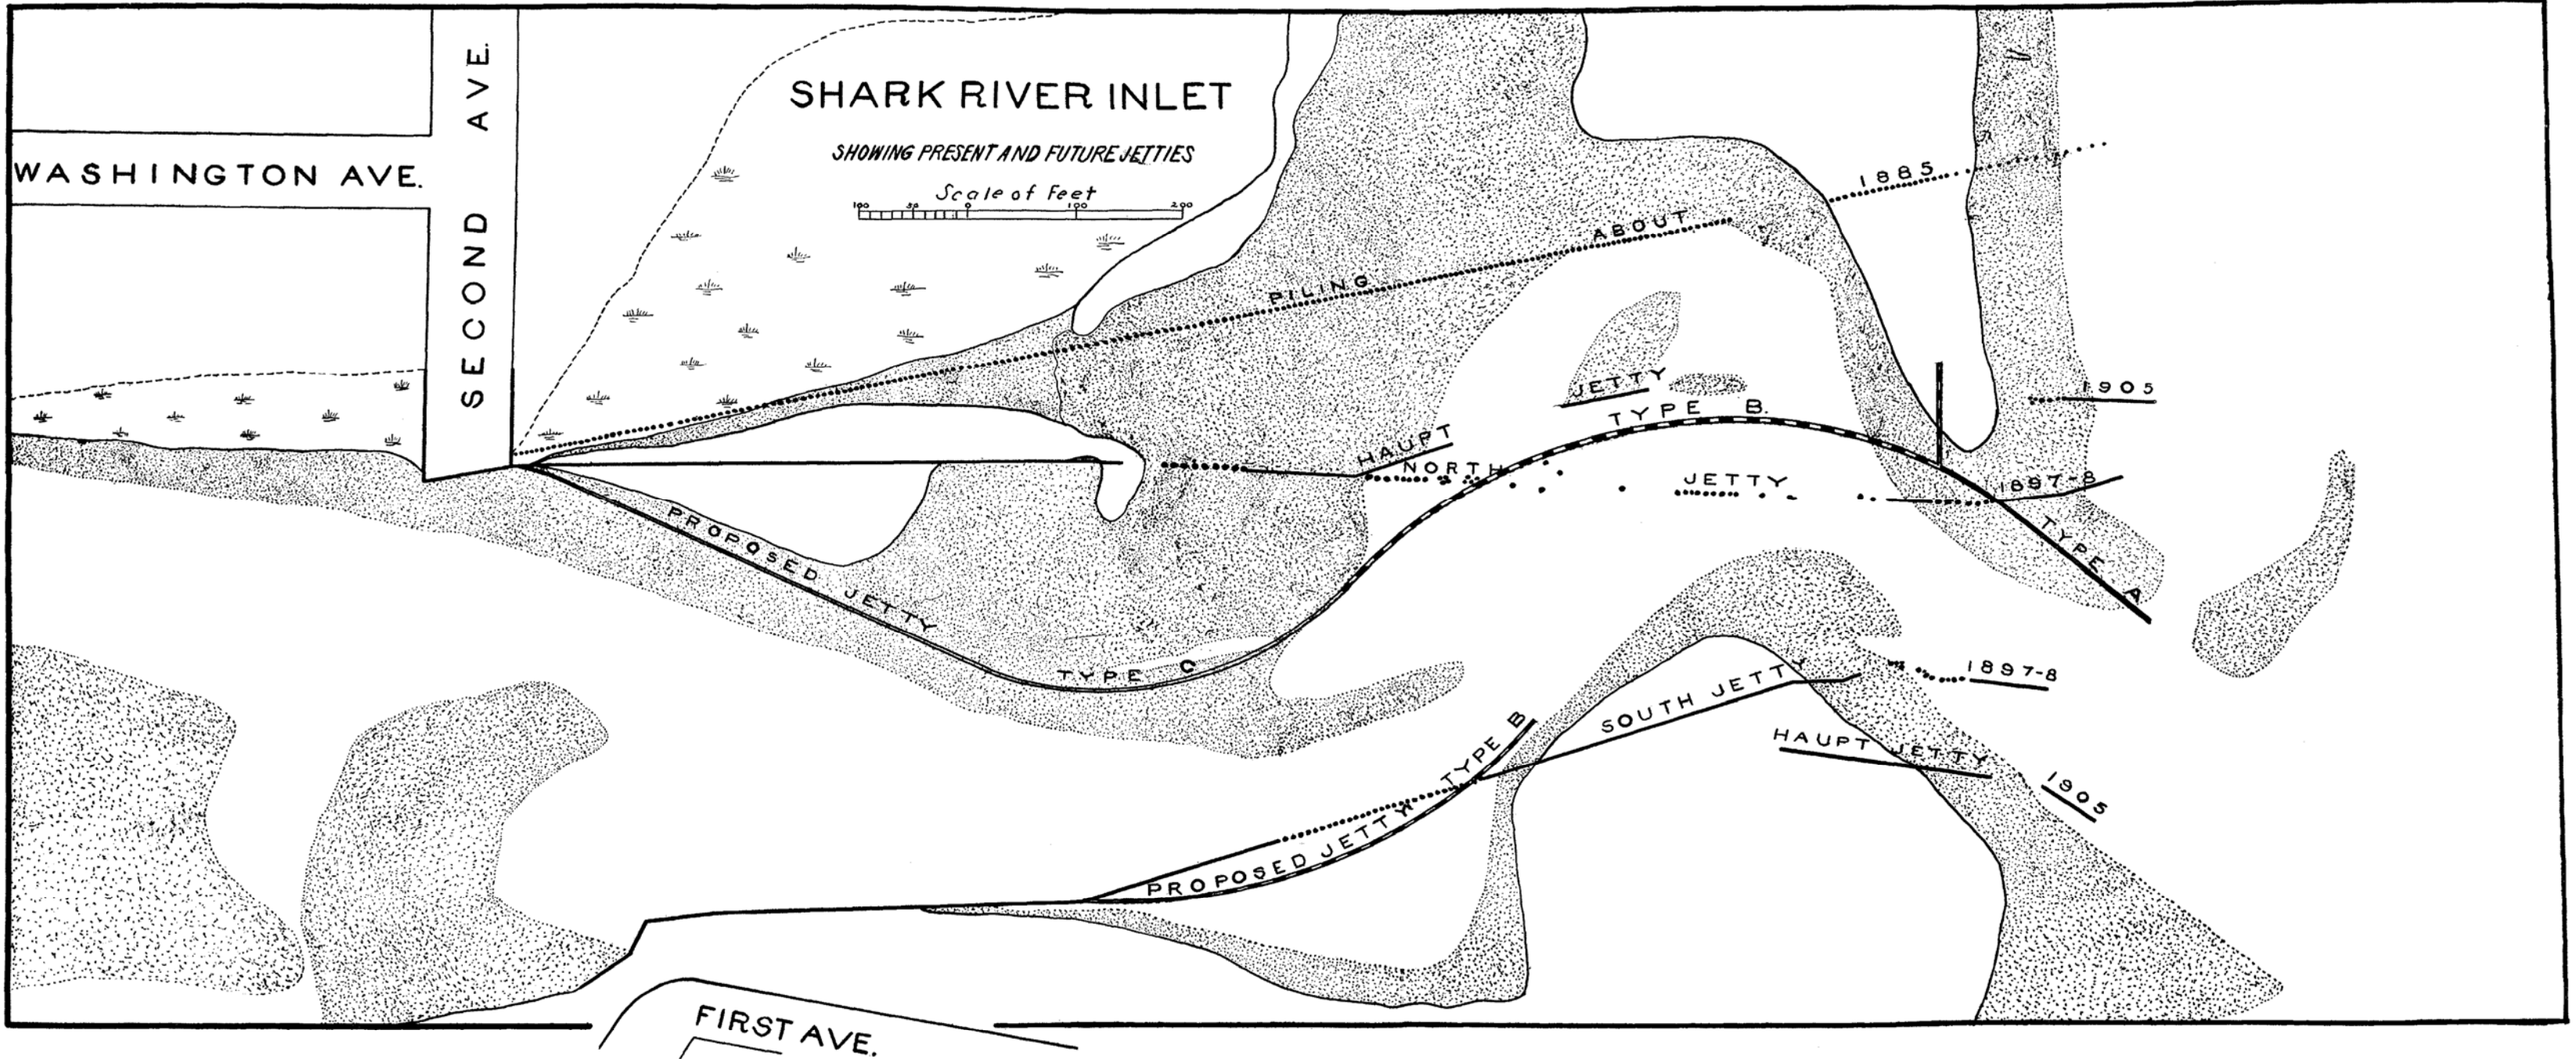 SHARK RIVER INLET
SHOWING PRESENT AND FUTURE JETTIES
Scale of Feet
100 50 0 100 200
WASHINGTON AVE.
SECOND AVE.
PILING ABOUT 1885
JETTY
1905
TYPE B.
HAUPT
NORTH JETTY 1897-8
TYPE A
PROPOSED JETTY
TYPE C
1897-8
SOUTH JETTY
HAUPT JETTY
1905
PROPOSED JETTY TYPE B
FIRST AVE.